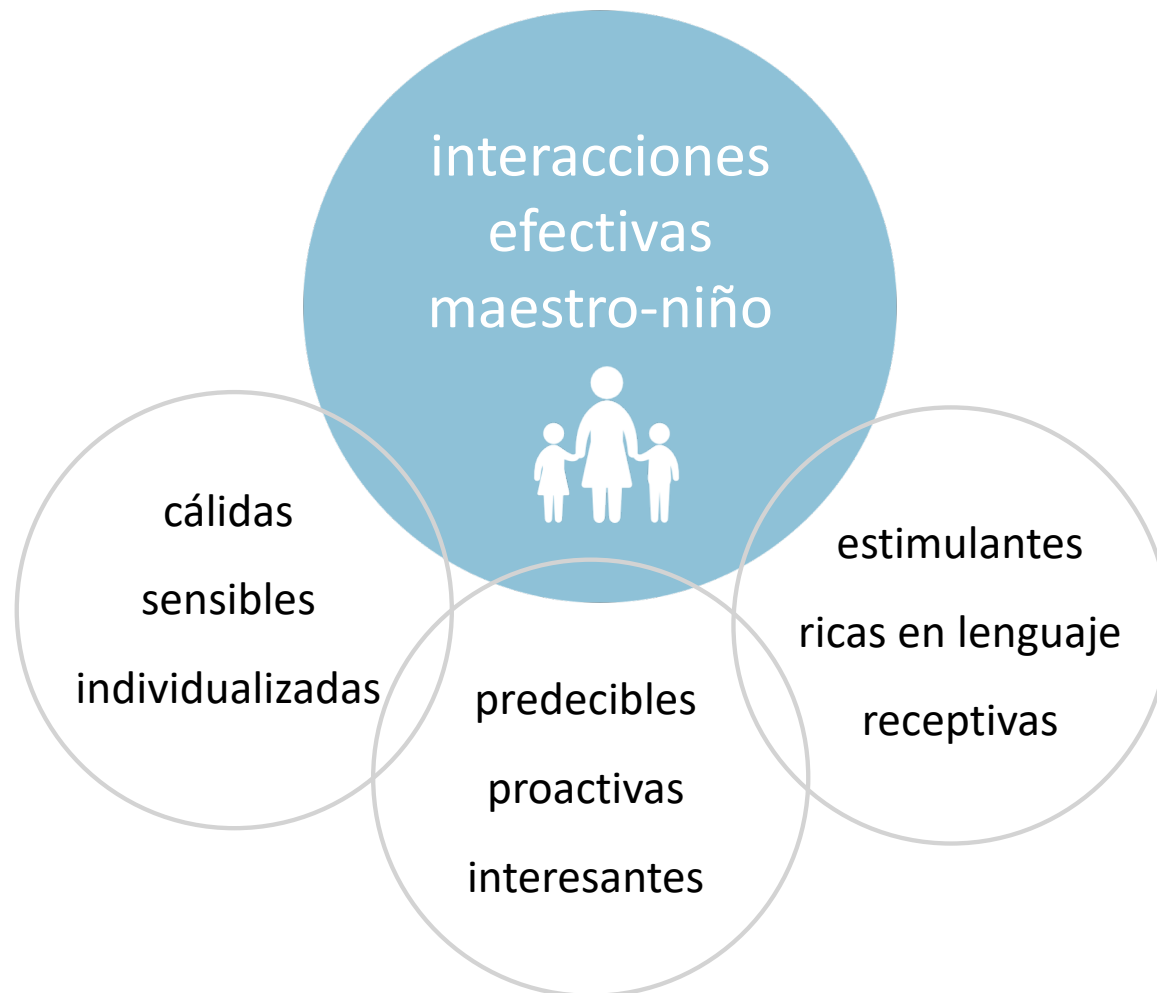 interacciones
efectivas
maestro-niño
cálidas
sensibles
individualizadas
predecibles
proactivas
interesantes
estimulantes
ricas en lenguaje
receptivas